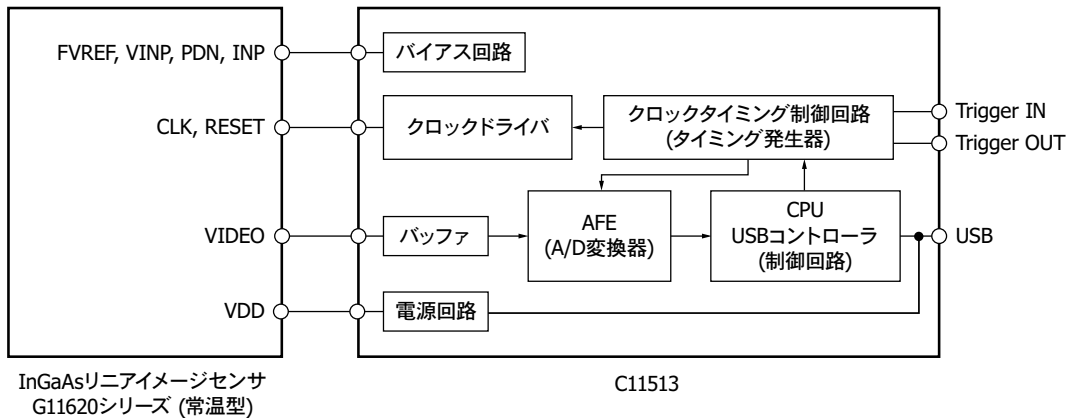 FVREF, VINP, PDN, INP
バイアス回路
CLK, RESET
クロックドライバ
クロックタイミング制御回路
(タイミング発生器)
Trigger IN
Trigger OUT
VIDEO
バッファ
AFE
(A/D変換器)
CPU
USBコントローラ
(制御回路)
USB
VDD
電源回路
InGaAsリニアイメージセンサ
G11620シリーズ (常温型)
C11513